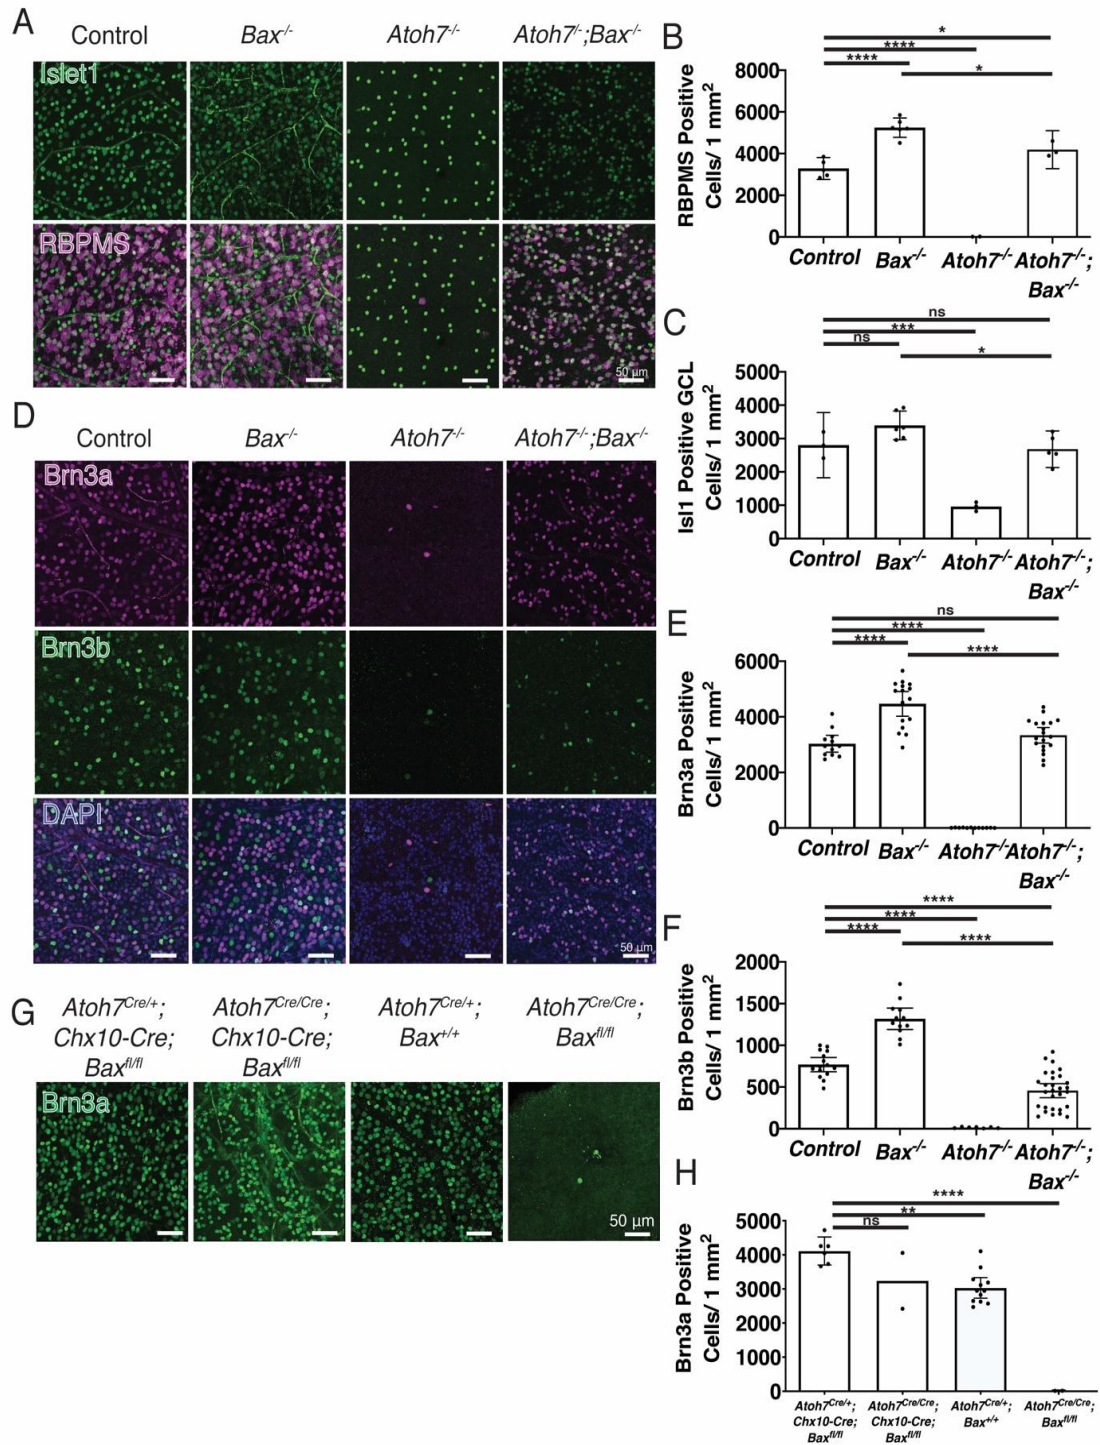 A
Control
Bax-/-
Atoh7-/-
Atoh7/-;Bax-/-
Islet1
RBPMS
50 µm
B
RBPMS Positive
Cells/ 1 mm2
*
****
****
*
8000
6000
4000
2000
0
Control
Bax-/-
Atoh7-/-
Atoh7-/-;
Bax-/-
C
Isl1 Positive GCL
Cells/ 1 mm2
ns
***
ns
*
5000
4000
3000
2000
1000
0
Control
Bax-/-
Atoh7-/-
Atoh7-/-;
Bax-/-
D
Control
Bax-/-
Atoh7-/-
Atoh7-/-;Bax-/-
Brn3a
Brn3b
DAPI
50 µm
E
Brn3a Positive
Cells/ 1 mm2
ns
****
****
****
6000
4000
2000
0
Control
Bax-/-
Atoh7-/-
Atoh7-/-;
Bax-/-
F
Brn3b Positive
Cells/ 1 mm2
****
****
****
****
2000
1500
1000
500
0
Control
Bax-/-
Atoh7-/-
Atoh7-/-;
Bax-/-
G
Atoh7Cre/+;
Chx10-Cre;
Baxfl/fl
Atoh7Cre/Cre;
Chx10-Cre;
Baxfl/fl
Atoh7Cre/+;
Bax+/+
Atoh7Cre/Cre;
Baxfl/fl
Brn3a
50 µm
H
Brn3a Positive
Cells/ 1 mm2
****
**
ns
5000
4000
3000
2000
1000
0
Atoh7Cre/+;
Chx10-Cre;
Baxfl/fl
Atoh7Cre/Cre;
Chx10-Cre;
Baxfl/fl
Atoh7Cre/+;
Bax+/+
Atoh7Cre/Cre;
Baxfl/fl